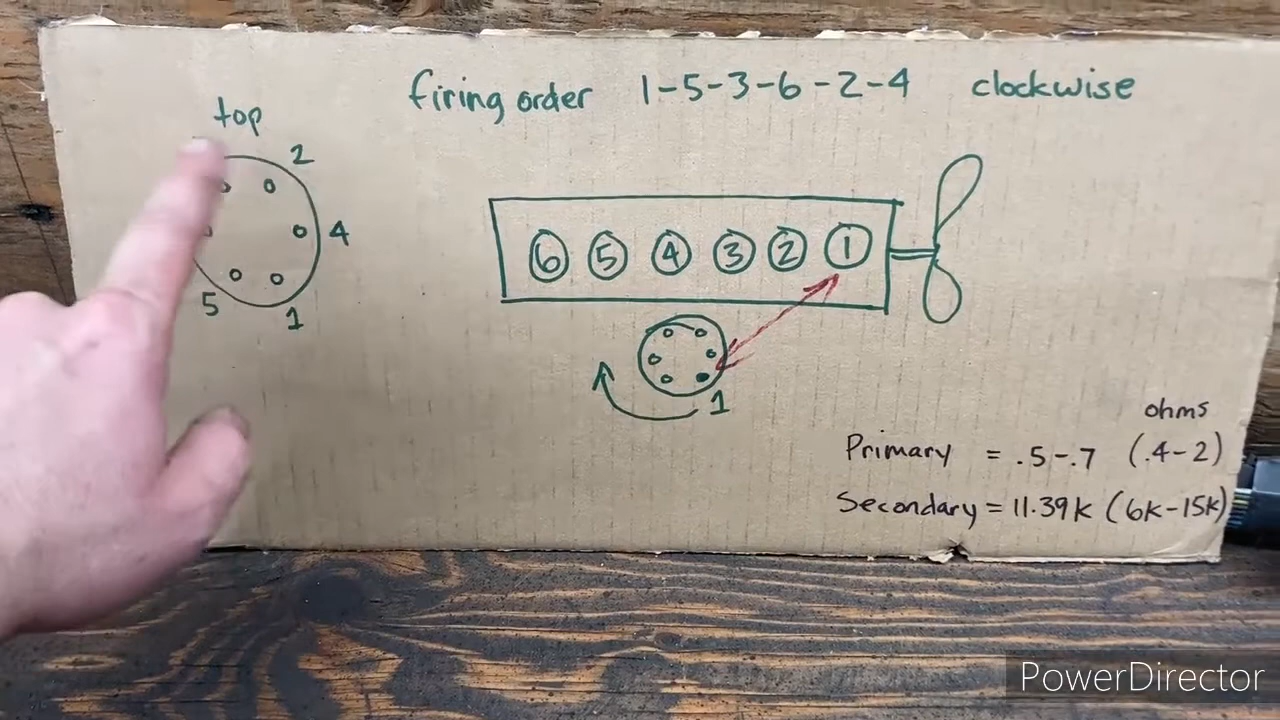 firing order 1-5-3-6-2-4 clockwise
top
2
4
5
1
6 5 4 3 2 1
1
ohms
Primary = .5-.7 (.4-2)
Secondary = 11.39K (6K-15K)
PowerDirector